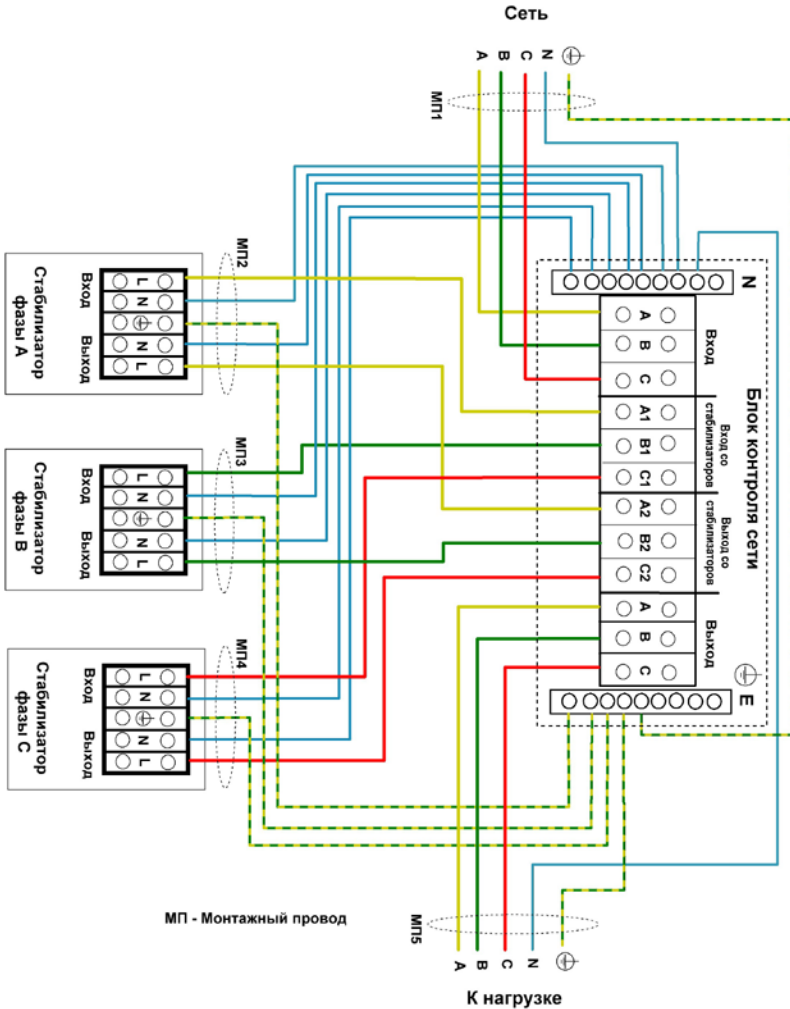 Сеть
A
B
C
N
МП1
МП2
Стабилизатор
фазы A
Вход
Выход
L
N
N
L
МП3
Стабилизатор
фазы B
Вход
Выход
L
N
N
L
МП4
Стабилизатор
фазы C
Вход
Выход
L
N
N
L
Блок контроля сети
N
Вход
A
B
C
Вход со
стабилизаторов
A1
B1
C1
Выход со
стабилизаторов
A2
B2
C2
Выход
A
B
C
E
МП - Монтажный провод
МП5
A
B
C
N
К нагрузке